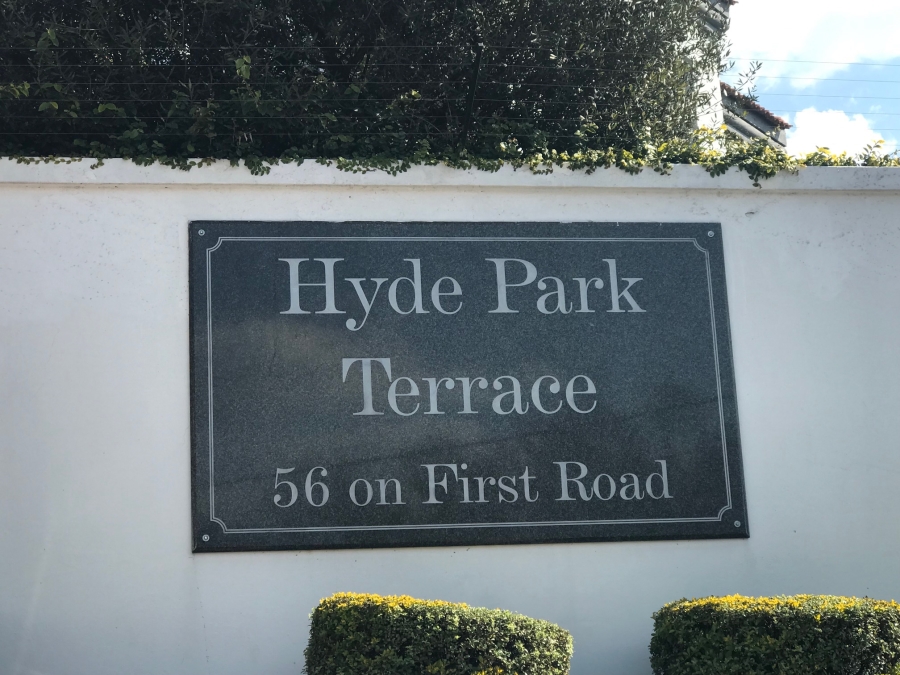 Hyde Park
Terrace
56 on First Road